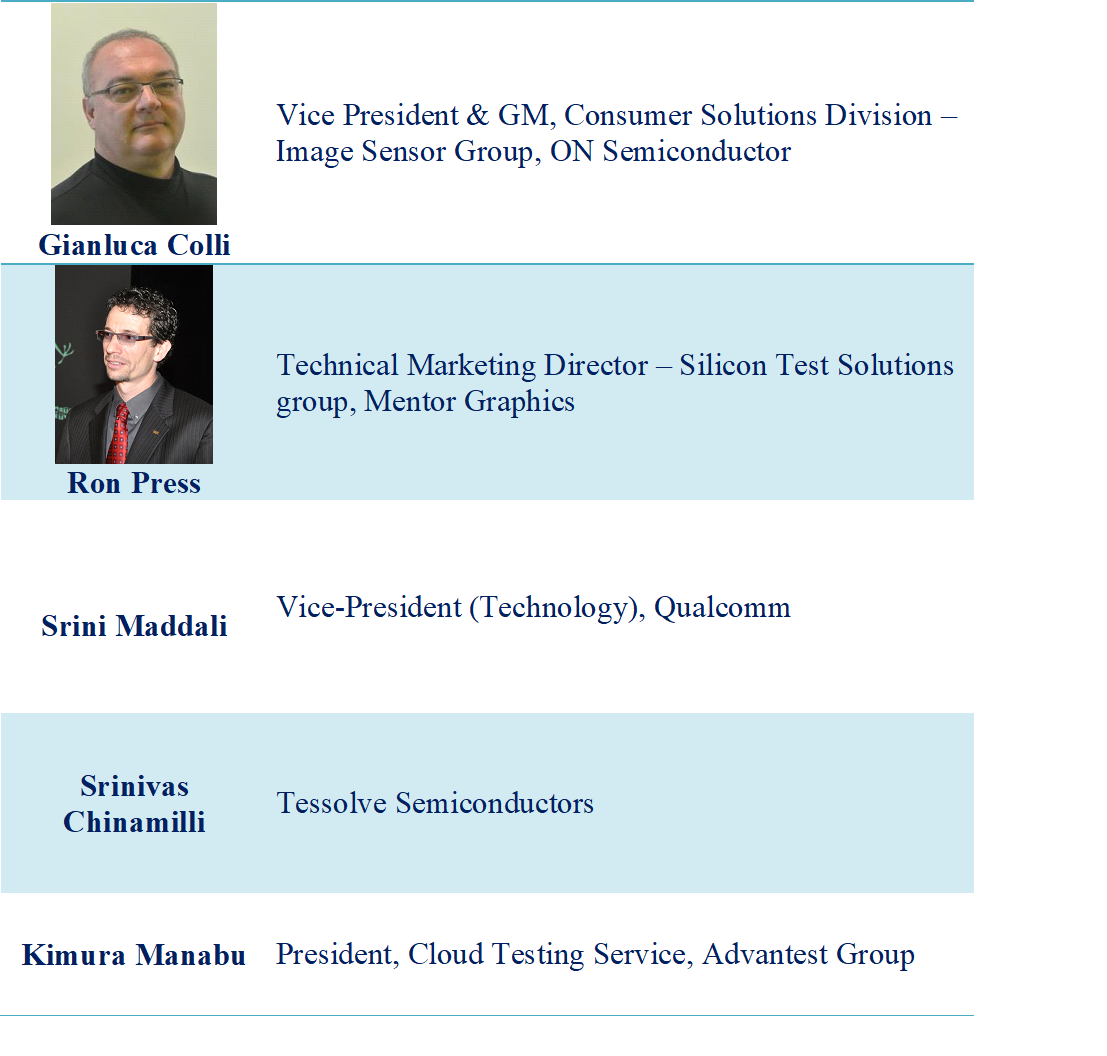 Vice President & GM, Consumer Solutions Division –
Image Sensor Group, ON Semiconductor
Gianluca Colli
Technical Marketing Director – Silicon Test Solutions
group, Mentor Graphics
Ron Press
Vice-President (Technology), Qualcomm
Srini Maddali
Srinivas
Chinamilli
Tessolve Semiconductors
Kimura Manabu
President, Cloud Testing Service, Advantest Group